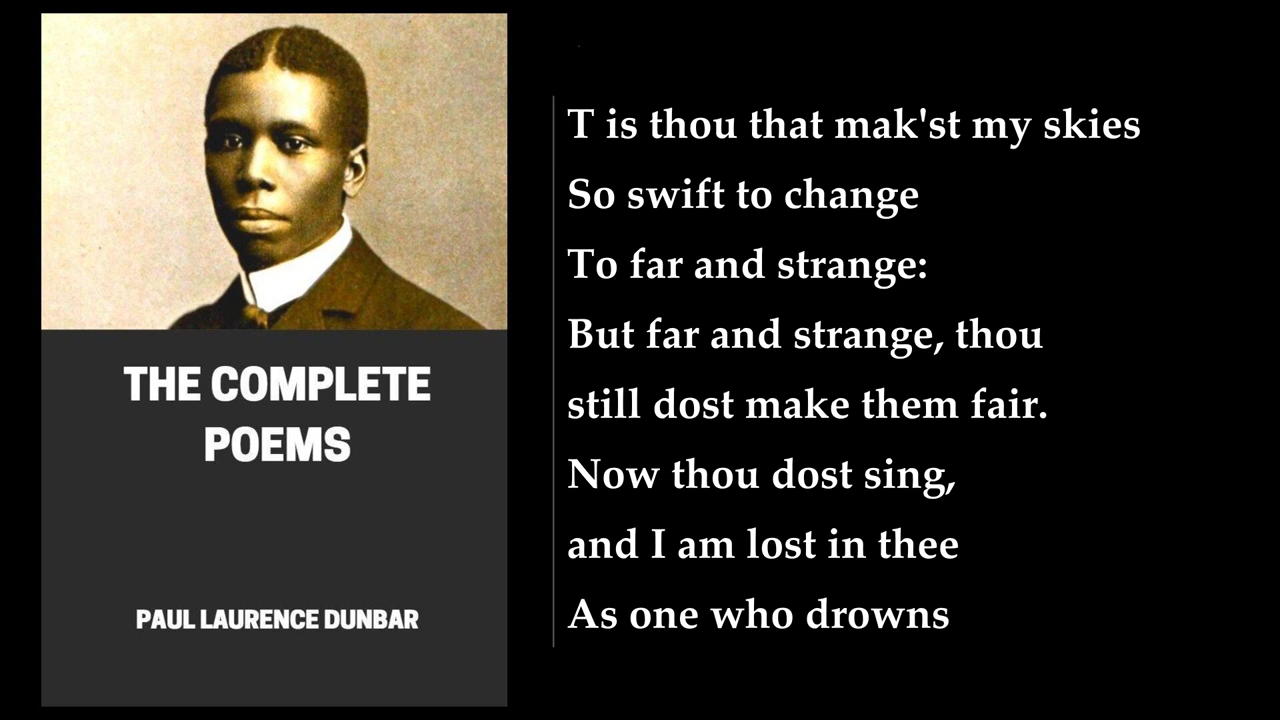 THE COMPLETE
POEMS
PAUL LAURENCE DUNBAR
T is thou that mak'st my skies
So swift to change
To far and strange:
But far and strange, thou
still dost make them fair.
Now thou dost sing,
and I am lost in thee
As one who drowns